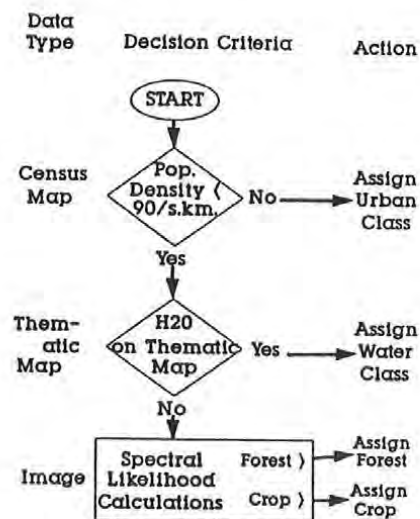 Data
Type
Decision Criteria
Action
START
Census
Map
Pop.
Density <
90/s.km.
No
Assign
Urban
Class
Yes
Them-
atic
Map
H20
on Thematic
Map
Yes
Assign
Water
Class
No
Image
Spectral
Likelihood
Calculations
Forest >
Crop >
Assign
Forest
Assign
Crop